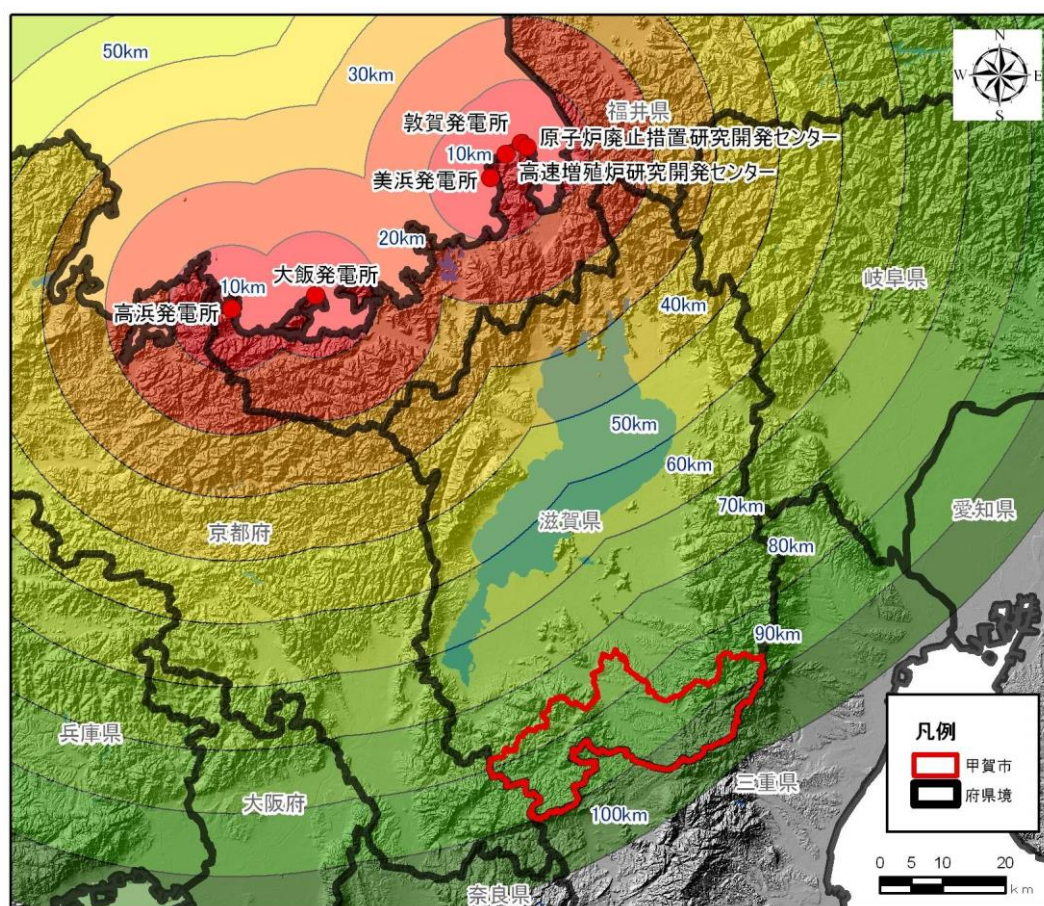 50km
30km
N
W
E
S
福井県
敦賀発電所
原子炉廃止措置研究開発センター
10km
高速増殖炉研究開発センター
美浜発電所
20km
大飯発電所
10km
高浜発電所
岐阜県
40km
50km
60km
滋賀県
京都府
70km
愛知県
80km
90km
兵庫県
大阪府
三重県
100km
奈良県
凡例
甲賀市
府県境
0 5 10 20
km